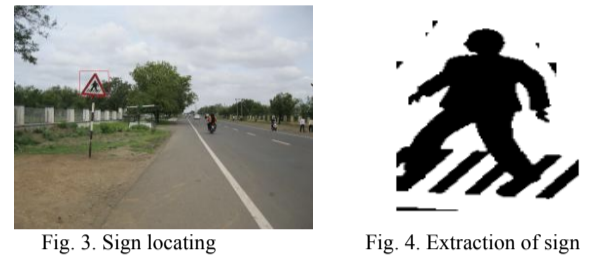 Fig. 3. Sign locating
Fig. 4. Extraction of sign